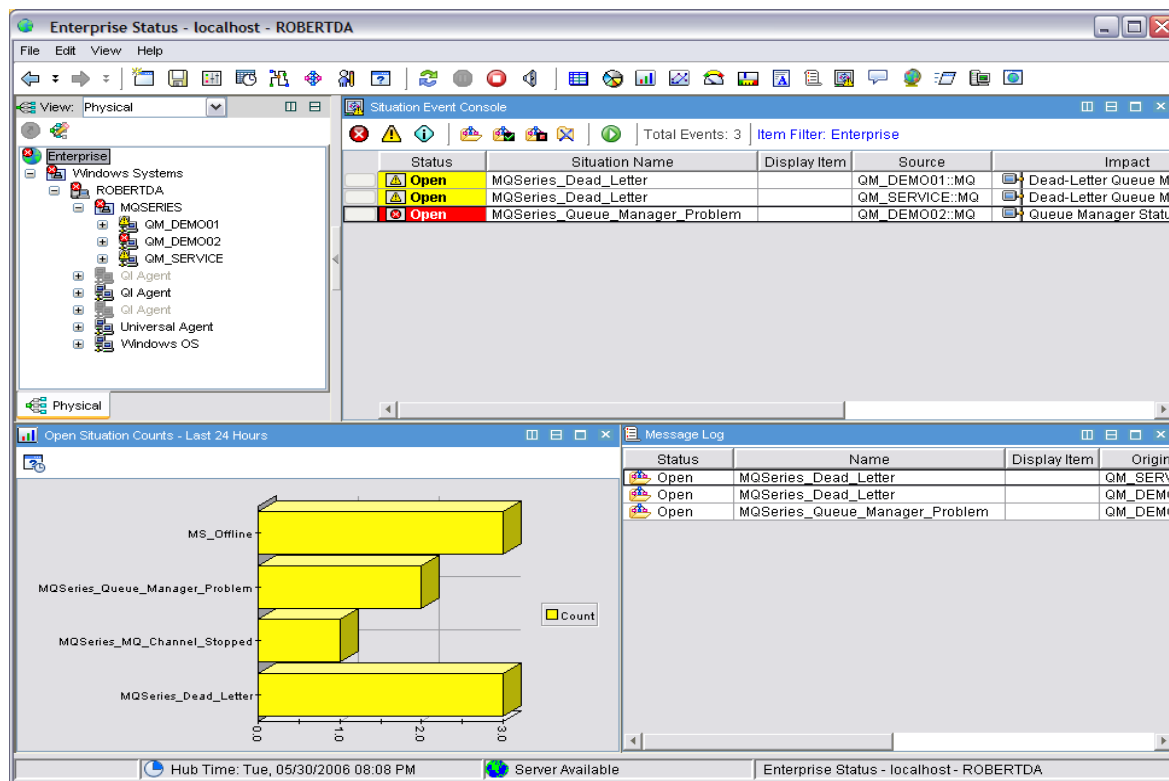 Enterprise Status - localhost - ROBERTDA
File Edit View Help
View: Physical
Enterprise
Windows Systems
ROBERTDA
MQSERIES
QM_DEMO01
QM_DEMO02
QM_SERVICE
QI Agent
QI Agent
QI Agent
Universal Agent
Windows OS
Physical
Situation Event Console
Total Events: 3 Item Filter: Enterprise
Status Situation Name Display Item Source Impact
Open MQSeries_Dead_Letter QM_DEMO01::MQ Dead-Letter Queue M
Open MQSeries_Dead_Letter QM_SERVICE::MQ Dead-Letter Queue M
Open MQSeries_Queue_Manager_Problem QM_DEMO02::MQ Queue Manager Statu
Open Situation Counts - Last 24 Hours
MS_Offline
MQSeries_Queue_Manager_Problem
MQSeries_MQ_Channel_Stopped
MQSeries_Dead_Letter
0.0 1.0 2.0 3.0
Count
Message Log
Status Name Display Item Origin
Open MQSeries_Dead_Letter QM_SERV
Open MQSeries_Dead_Letter QM_DEMO
Open MQSeries_Queue_Manager_Problem QM_DEMO
Hub Time: Tue, 05/30/2006 08:08 PM Server Available Enterprise Status - localhost - ROBERTDA